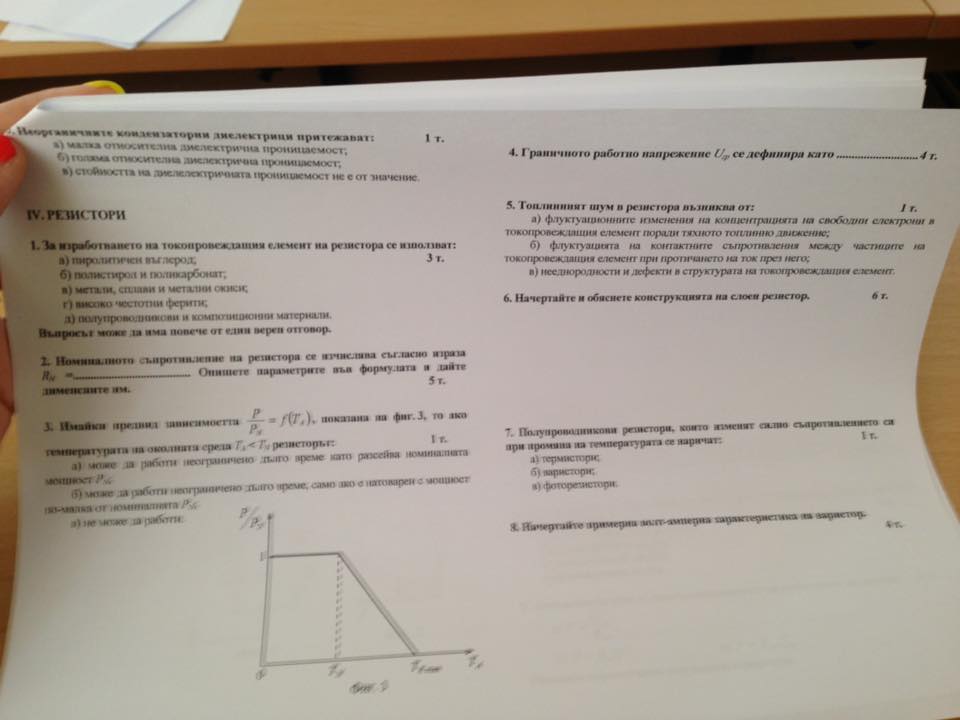 Неорганичните кондензаторни диелектрици притежават: 1 т.
а) малка относителна диелектрична проницаемост;
б) голяма относителна диелектрична проницаемост;
в) стойността на диелелектричната проницаемост не е от значение.
IV. РЕЗИСТОРИ
1. За изработването на токопровеждащия елемент на резистора се използват:
а) пиролитичен въглерод; 3 т.
б) полистирол и поликарбонат;
в) метали, сплави и метални окиси;
г) високо честотни ферити;
д) полупроводникови и композиционни материали.
Въпросът може да има повече от един верен отговор.
2. Номиналното съпротивление на резистора се изчислява съгласно израза
R_N =.................................. Опишете параметрите във формулата и дайте
дименсиите им. 5 т.
3. Имайки предвид зависимостта P/P_N = f(T_A), показана на фиг. 3, то ако
температурата на околната среда T_A < T_N резисторът: 1 т.
а) може да работи неограничено дълго време като разсейва номиналната
мощност P_N;
б) може да работи неограничено дълго време, само ако е натоварен с мощност
по-малка от номиналната P_N;
в) не може да работи.
P/P_N
1
0 T_N T_A
4. Граничното работно напрежение U_гр се дефинира като ..........................4 т.
5. Топлинният шум в резистора възниква от: 1 т.
а) флуктуационните изменения на концентрацията на свободни електрони в
токопровеждащия елемент поради тяхното топлинно движение;
б) флуктуацията на контактните съпротивления между частиците на
токопровеждащия елемент при протичането на ток през него;
в) нееднородности и дефекти в структурата на токопровеждащия елемент.
6. Начертайте и обяснете конструкцията на слоен резистор. 6 т.
7. Полупроводникови резистори, които изменят силно съпротивлението си
при промяна на температурата се наричат: 1 т.
а) термистори;
б) варистори;
в) фоторезистори.
8. Начертайте примерна волт-амперна характеристика на варистор.
4 т.